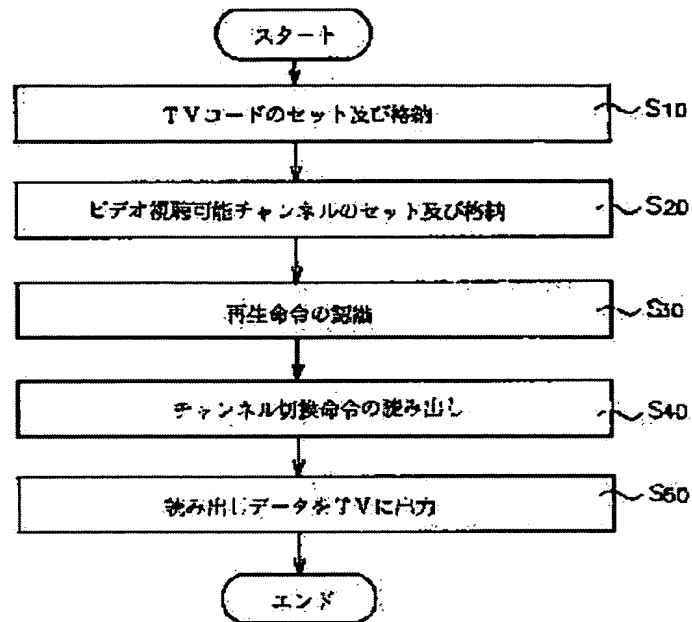 スタート
TVコードのセット及び格納 S10
ビデオ視聴可能チャンネルのセット及び格納 S20
再生命令の認識 S30
チャンネル切換命令の読み出し S40
読み出しデータをTVに出力 S50
エンド